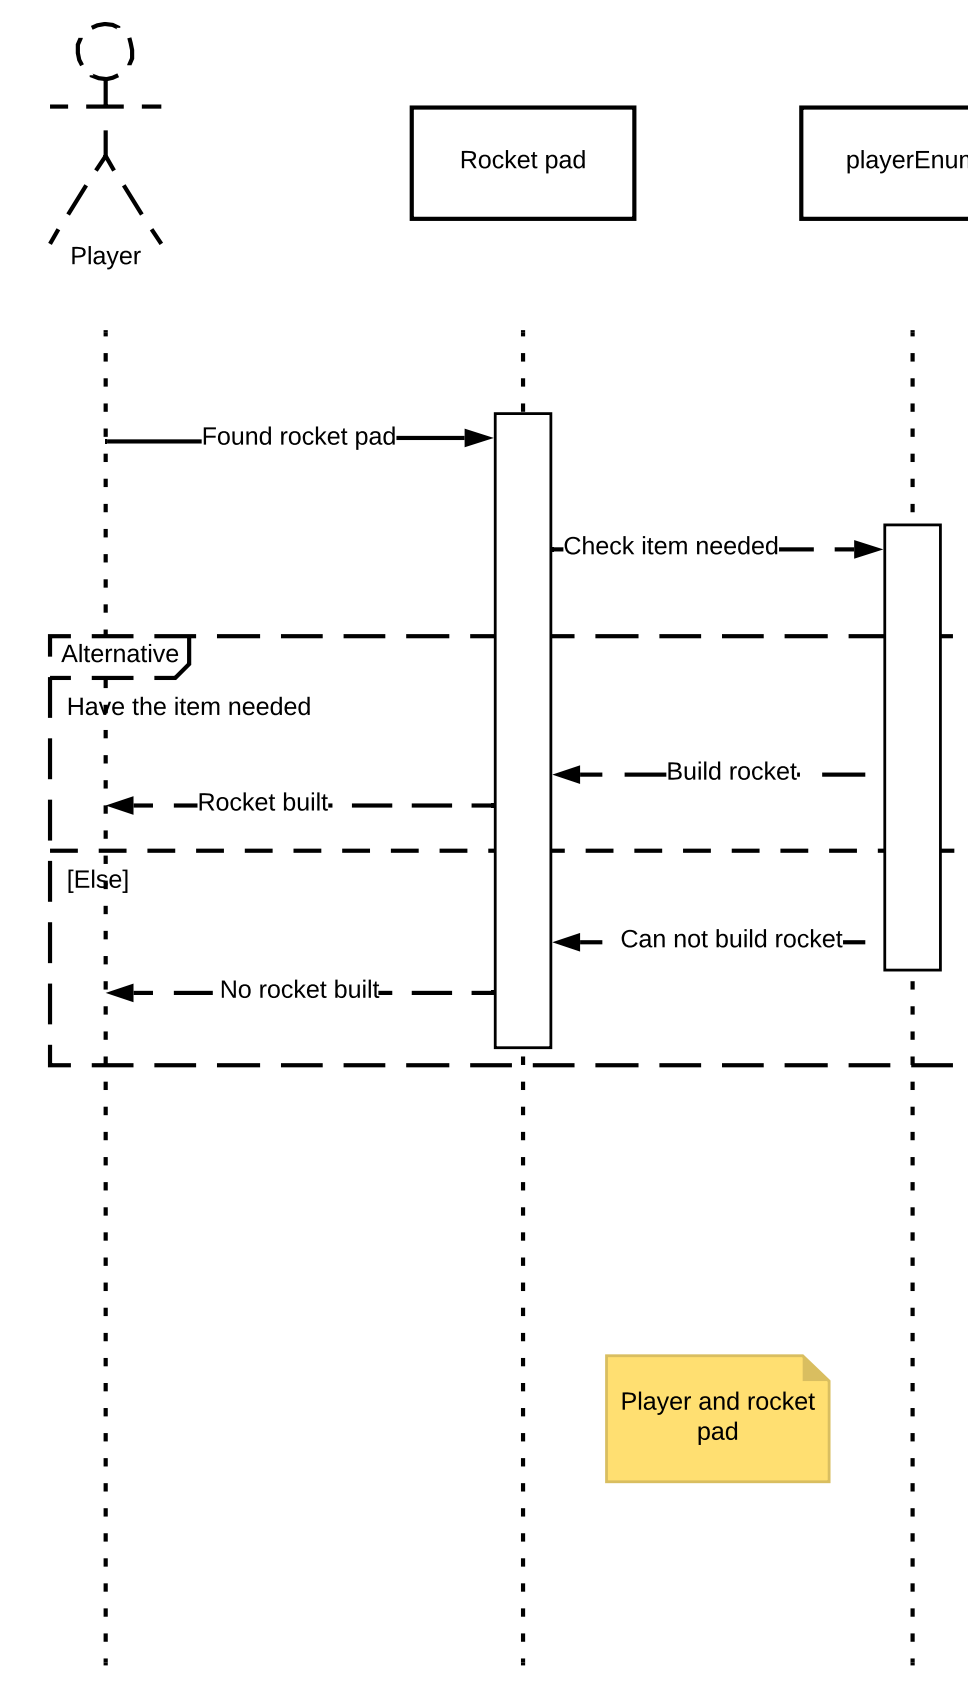 Player
Rocket pad
Found rocket pad
Check item needed
Alternative
Have the item needed
Build rocket
Rocket built
[Else]
Can not build rocket
No rocket built
Player and rocket
pad